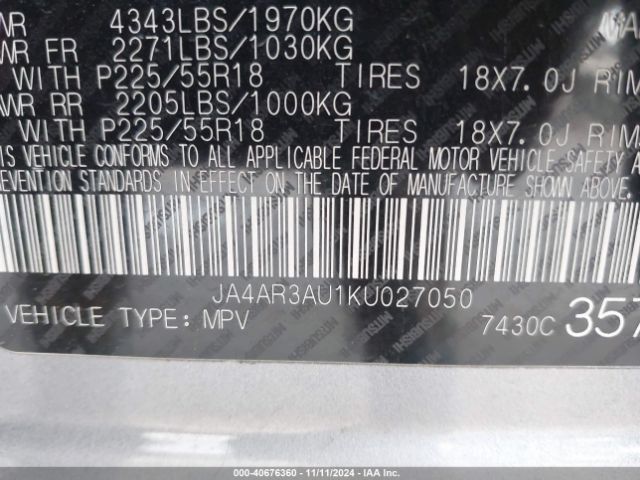 4343LBS/1970KG
WR FR 2271LBS/1030KG
WITH P225/55R18 TIRES 18X7.0J RIM
WR RR 2205LBS/1000KG
WITH P225/55R18 TIRES 18X7.0J RIM
IS VEHICLE CONFORMS TO ALL APPLICABLE FEDERAL MOTOR VEHICLE SAFETY
EVENTION STANDARDS IN EFFECT ON THE DATE OF MANUFACTURE SHOWN ABOVE.
JA4AR3AU1KU027050
VEHICLE TYPE: MPV 7430C 357
000-40676360 - 11/11/2024 - IAA Inc.